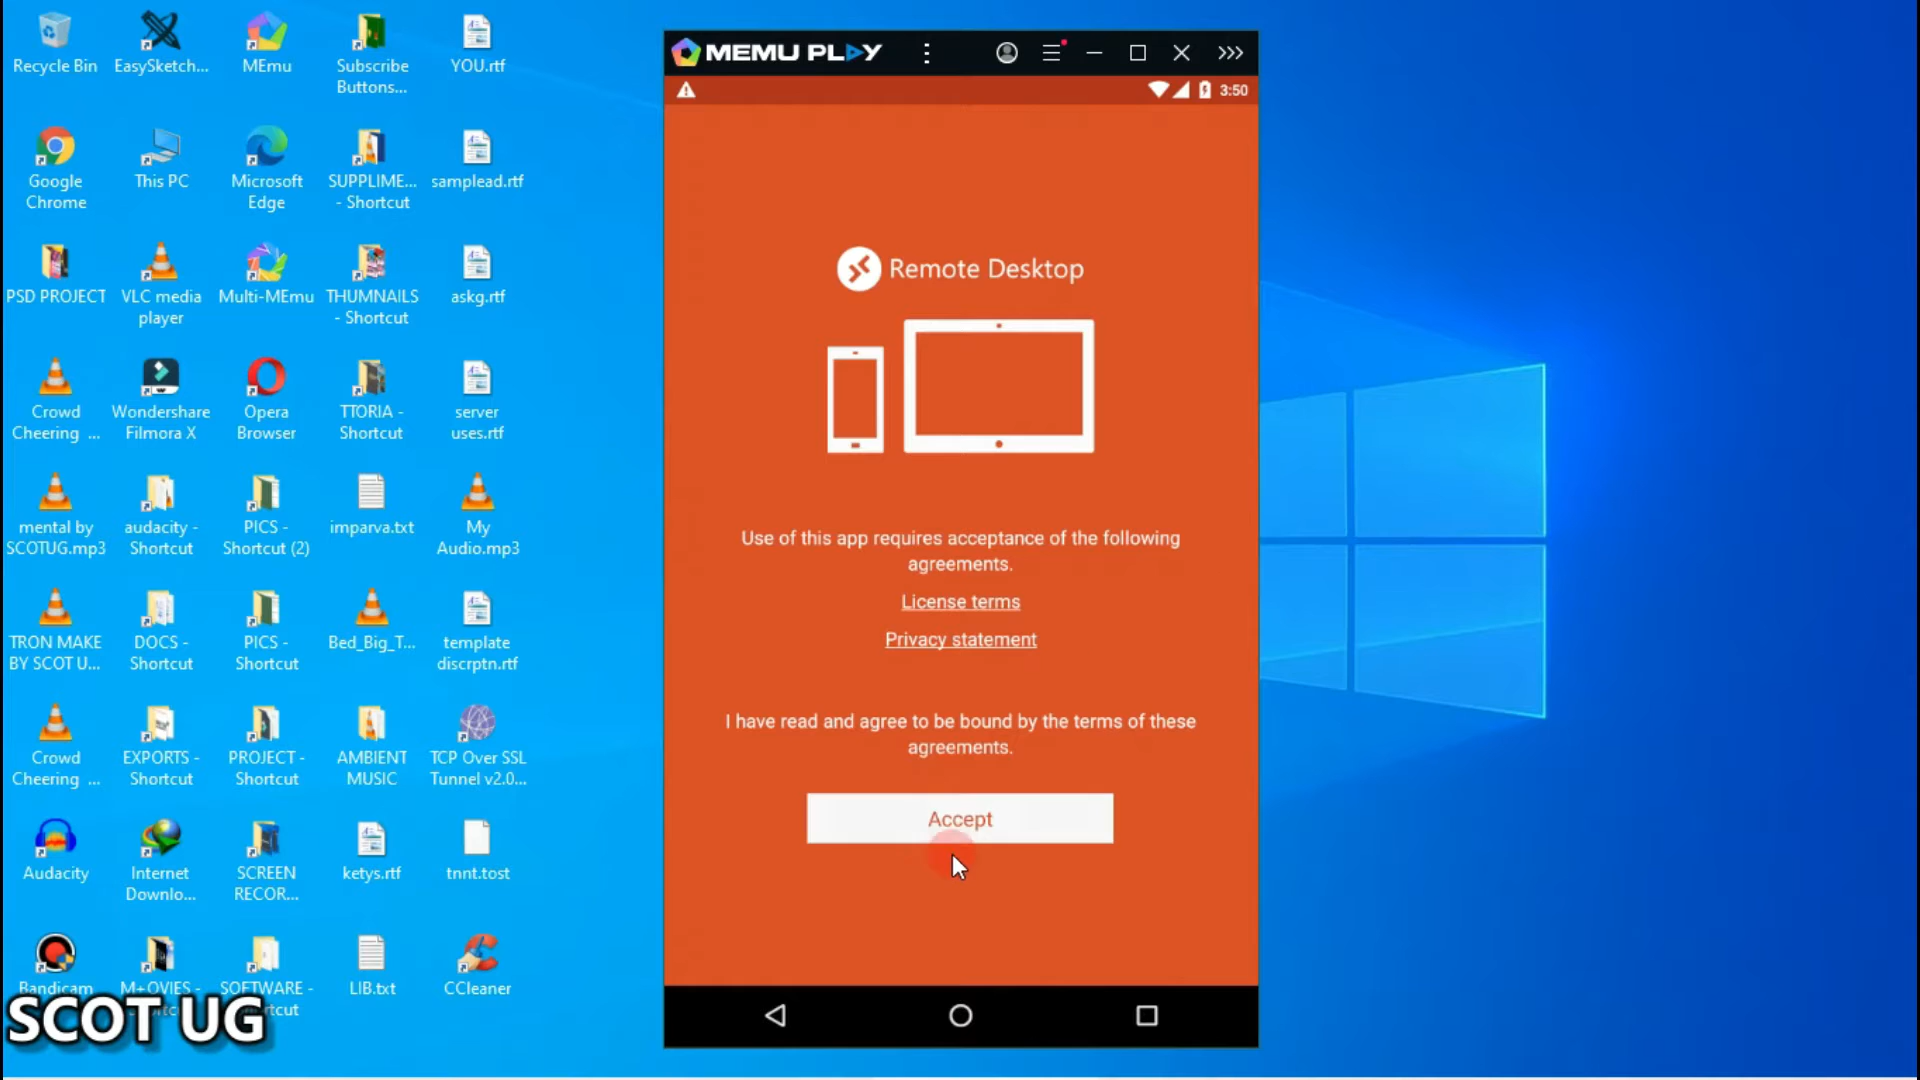 Recycle Bin
EasySketch...
MEmu
Subscribe
Buttons...
YOU.rtf
Google
Chrome
This PC
Microsoft
Edge
SUPPLIME...
- Shortcut
samplead.rtf
PSD PROJECT
VLC media
player
Multi-MEmu
THUMNAILS
- Shortcut
askg.rtf
Crowd
Cheering ...
Wondershare
Filmora X
Opera
Browser
TTORIA -
Shortcut
server
uses.rtf
mental by
SCOTUG.mp3
audacity -
Shortcut
PICS -
Shortcut (2)
imparva.txt
My
Audio.mp3
TRON MAKE
BY SCOT U...
DOCS -
Shortcut
PICS -
Shortcut
Bed_Big_T...
template
discrptn.rtf
Crowd
Cheering ...
EXPORTS -
Shortcut
PROJECT -
Shortcut
AMBIENT
MUSIC
TCP Over SSL
Tunnel v2.0...
Audacity
Internet
Downlo...
SCREEN
RECOR...
ketys.rtf
tnnt.tost
Bandicam
M+OVIES -
SOFTWARE -
LIB.txt
CCleaner
SCOT UG
MEMU PLAY
3:50
Remote Desktop
Use of this app requires acceptance of the following
agreements.
License terms
Privacy statement
I have read and agree to be bound by the terms of these
agreements.
Accept